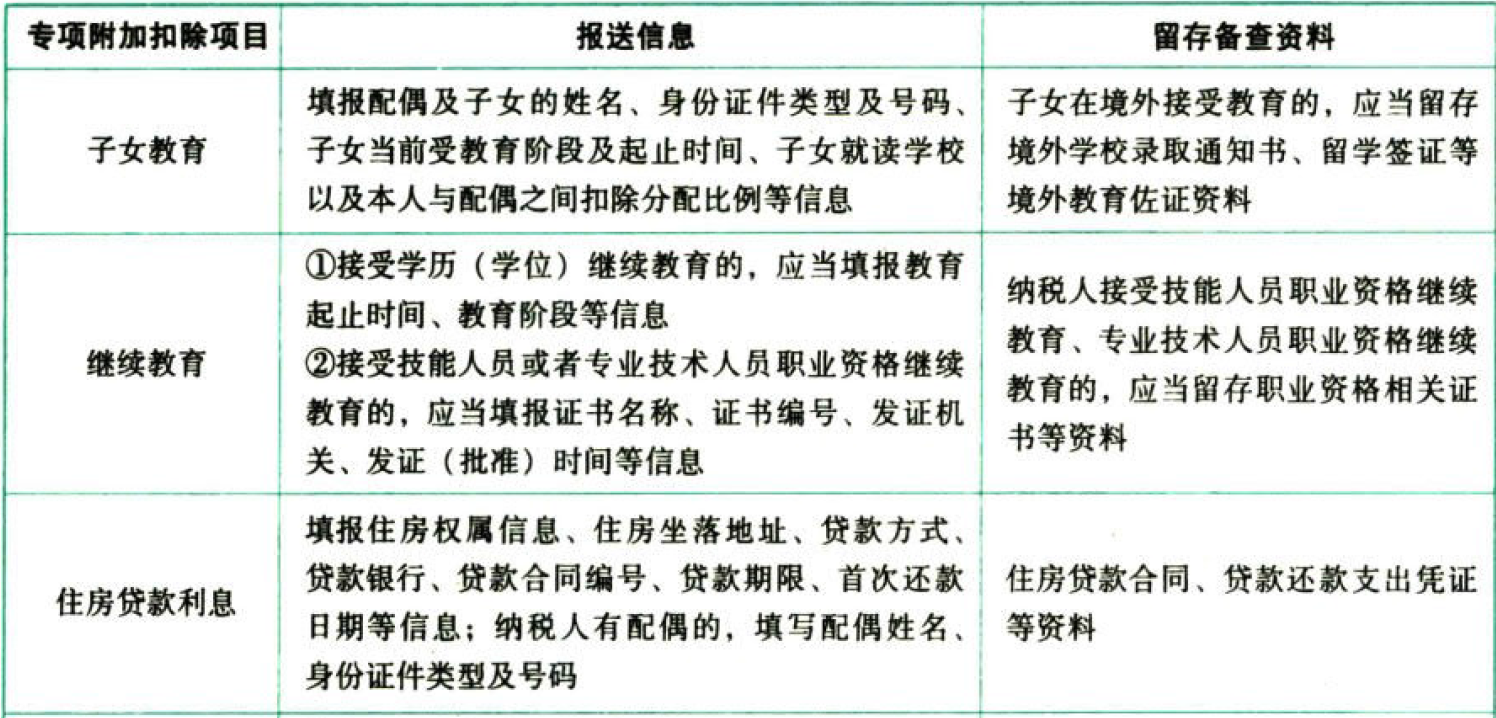 专项附加扣除项目
报送信息
留存备查资料
子女教育
填报配偶及子女的姓名、身份证件类型及号码、
子女当前受教育阶段及起止时间、子女就读学校
以及本人与配偶之间扣除分配比例等信息
子女在境外接受教育的，应当留存
境外学校录取通知书、留学签证等
境外教育佐证资料
继续教育
①接受学历（学位）继续教育的，应当填报教育
起止时间、教育阶段等信息
②接受技能人员或者专业技术人员职业资格继续
教育的，应当填报证书名称、证书编号、发证机
关、发证（批准）时间等信息
纳税人接受技能人员职业资格继续
教育、专业技术人员职业资格继续
教育的，应当留存职业资格相关证
书等资料
住房贷款利息
填报住房权属信息、住房坐落地址、贷款方式、
贷款银行、贷款合同编号、贷款期限、首次还款
日期等信息；纳税人有配偶的，填写配偶姓名、
身份证件类型及号码
住房贷款合同、贷款还款支出凭证
等资料